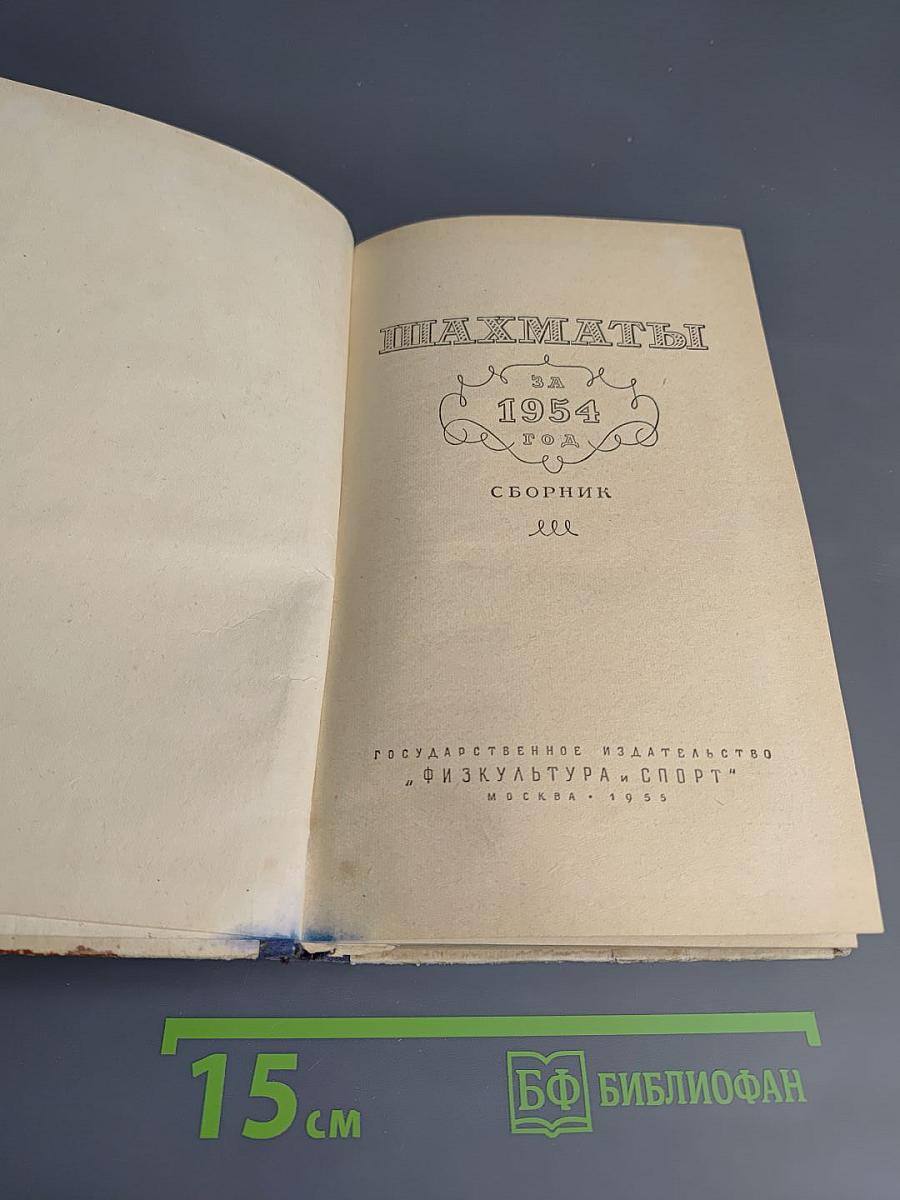 ШАХМАТЫ
ЗА
1954
ГОД
СБОРНИК
ГОСУДАРСТВЕННОЕ ИЗДАТЕЛЬСТВО
„ФИЗКУЛЬТУРА и СПОРТ"
МОСКВА • 1955
15 см
БФ БИБЛИОФАН